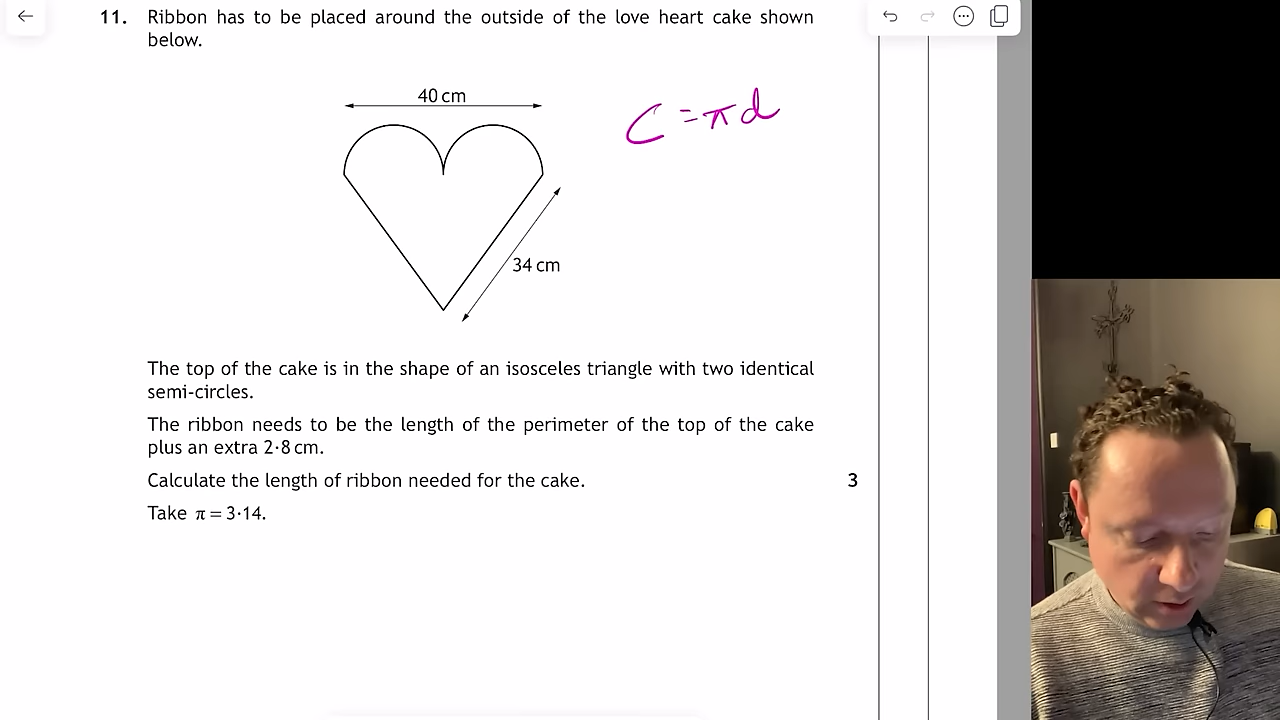 11. Ribbon has to be placed around the outside of the love heart cake shown
below.
40 cm
C = πd
34 cm
The top of the cake is in the shape of an isosceles triangle with two identical
semi-circles.
The ribbon needs to be the length of the perimeter of the top of the cake
plus an extra 2·8 cm.
Calculate the length of ribbon needed for the cake. 3
Take π = 3·14.